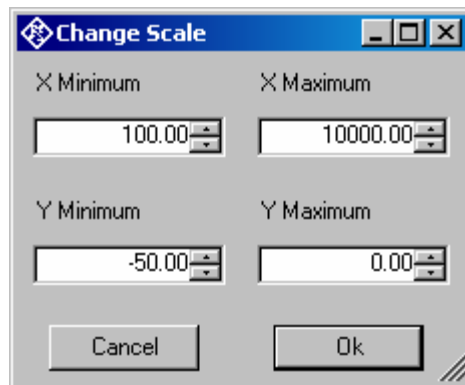 Change Scale
X Minimum X Maximum
100.00 10000.00
Y Minimum Y Maximum
-50.00 0.00
Cancel Ok